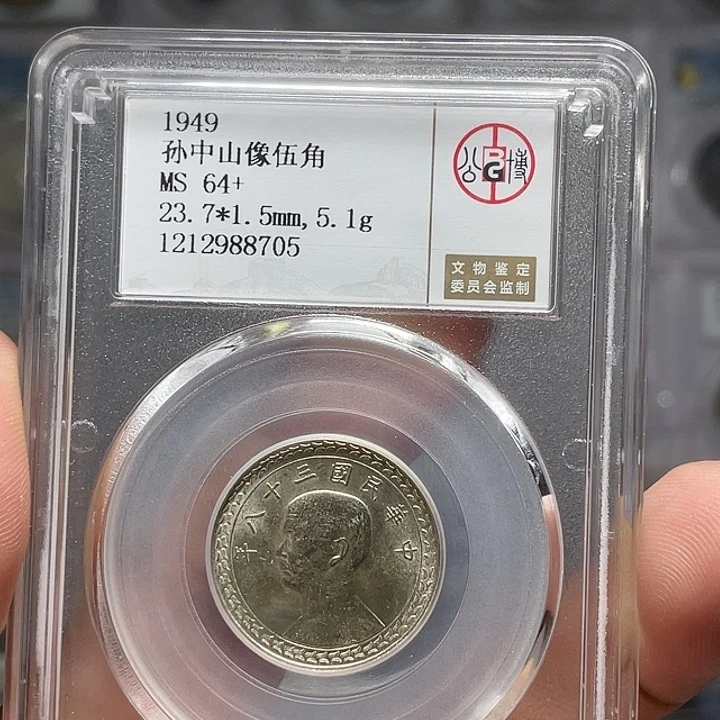 1949
孙中山像伍角
MS 64+
23.7*1.5mm,5.1g
1212988705
公 BG 博
文物鉴定
委员会监制
年八十三國民華中